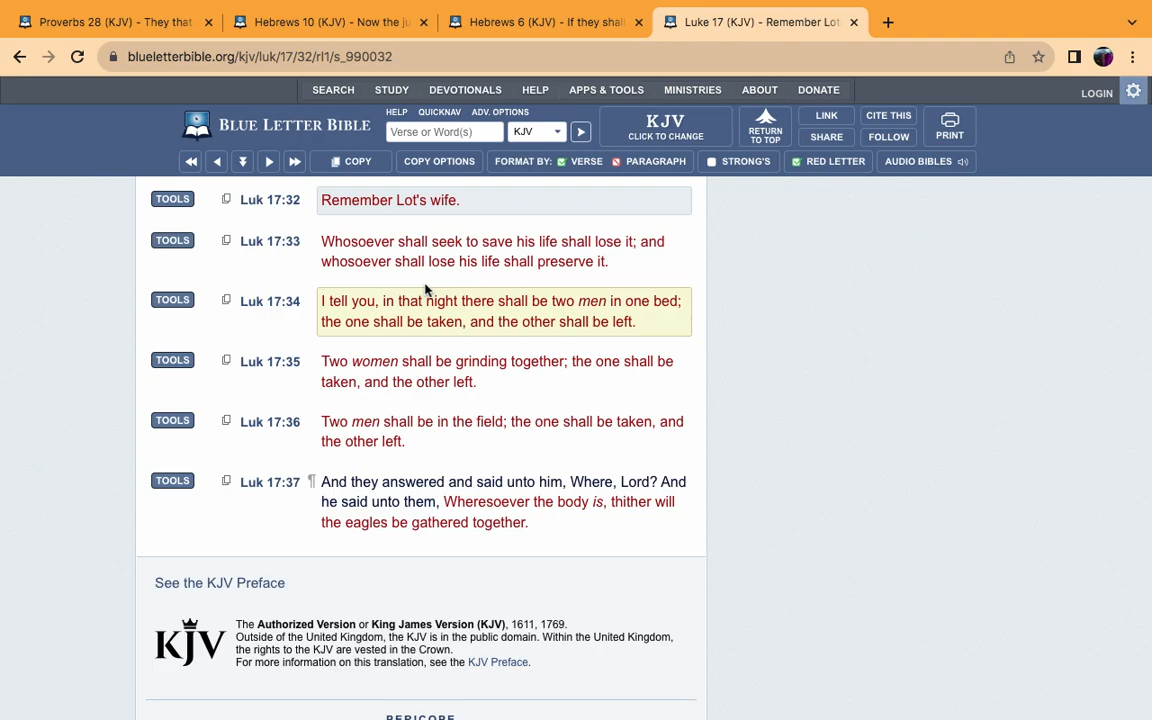 Proverbs 28 (KJV) - They that
Hebrews 10 (KJV) - Now the ju
Hebrews 6 (KJV) - If they shal
Luke 17 (KJV) - Remember Lot
blueletterbible.org/kjv/luk/17/32/rl1/s_990032
SEARCH STUDY DEVOTIONALS HELP APPS & TOOLS MINISTRIES ABOUT DONATE LOGIN
HELP QUICKNAV ADV. OPTIONS
BLUE LETTER BIBLE
Verse or Word(s) KJV
KJV
CLICK TO CHANGE
RETURN
TO TOP
LINK CITE THIS
SHARE FOLLOW
PRINT
COPY COPY OPTIONS FORMAT BY: VERSE PARAGRAPH STRONG'S RED LETTER AUDIO BIBLES
TOOLS Luk 17:32 Remember Lot's wife.
TOOLS Luk 17:33 Whosoever shall seek to save his life shall lose it; and
whosoever shall lose his life shall preserve it.
TOOLS Luk 17:34 I tell you, in that night there shall be two men in one bed;
the one shall be taken, and the other shall be left.
TOOLS Luk 17:35 Two women shall be grinding together; the one shall be
taken, and the other left.
TOOLS Luk 17:36 Two men shall be in the field; the one shall be taken, and
the other left.
TOOLS Luk 17:37 ¶ And they answered and said unto him, Where, Lord? And
he said unto them, Wheresoever the body is, thither will
the eagles be gathered together.
See the KJV Preface
KJV
The Authorized Version or King James Version (KJV), 1611, 1769.
Outside of the United Kingdom, the KJV is in the public domain. Within the United Kingdom,
the rights to the KJV are vested in the Crown.
For more information on this translation, see the KJV Preface.
PERICOPE